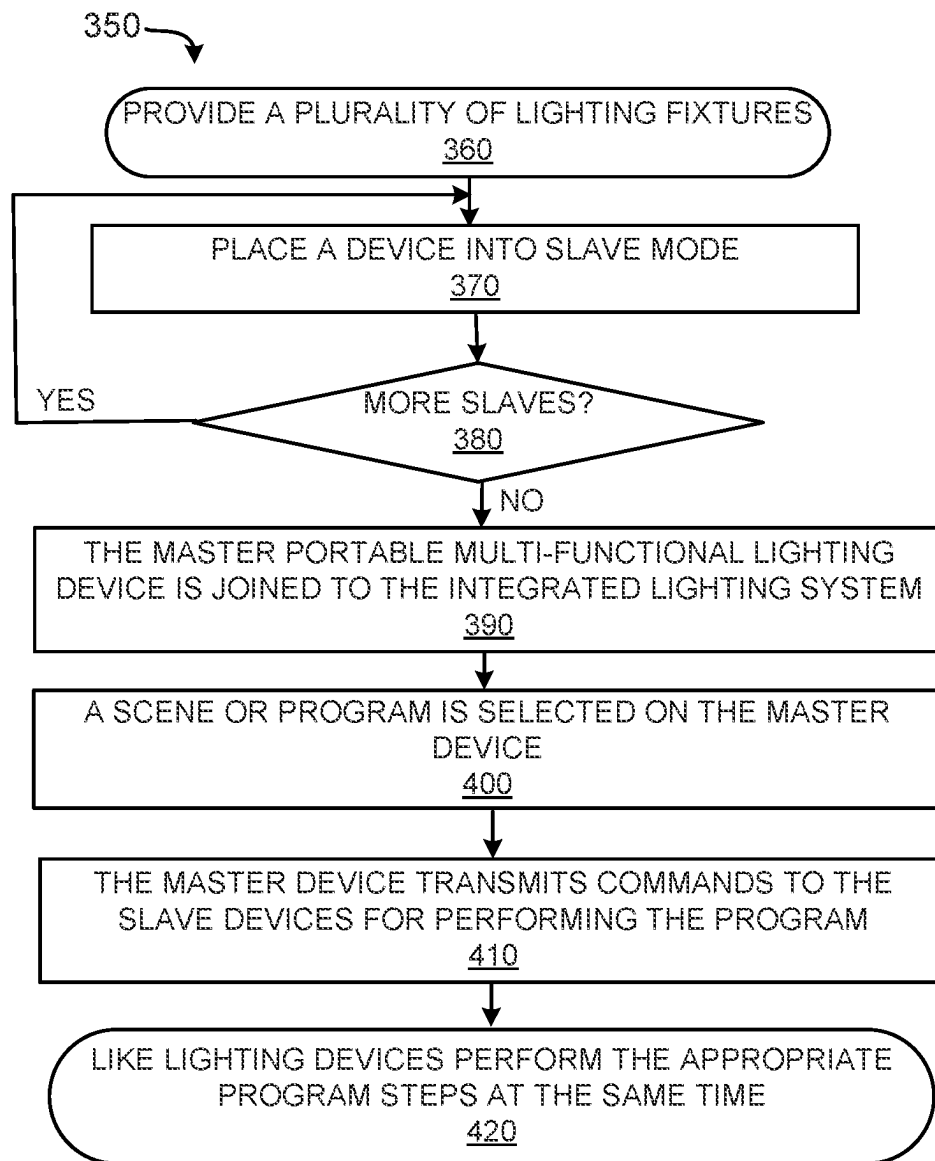 350
PROVIDE A PLURALITY OF LIGHTING FIXTURES
360
PLACE A DEVICE INTO SLAVE MODE
370
YES
MORE SLAVES?
380
NO
THE MASTER PORTABLE MULTI-FUNCTIONAL LIGHTING
DEVICE IS JOINED TO THE INTEGRATED LIGHTING SYSTEM
390
A SCENE OR PROGRAM IS SELECTED ON THE MASTER
DEVICE
400
THE MASTER DEVICE TRANSMITS COMMANDS TO THE
SLAVE DEVICES FOR PERFORMING THE PROGRAM
410
LIKE LIGHTING DEVICES PERFORM THE APPROPRIATE
PROGRAM STEPS AT THE SAME TIME
420